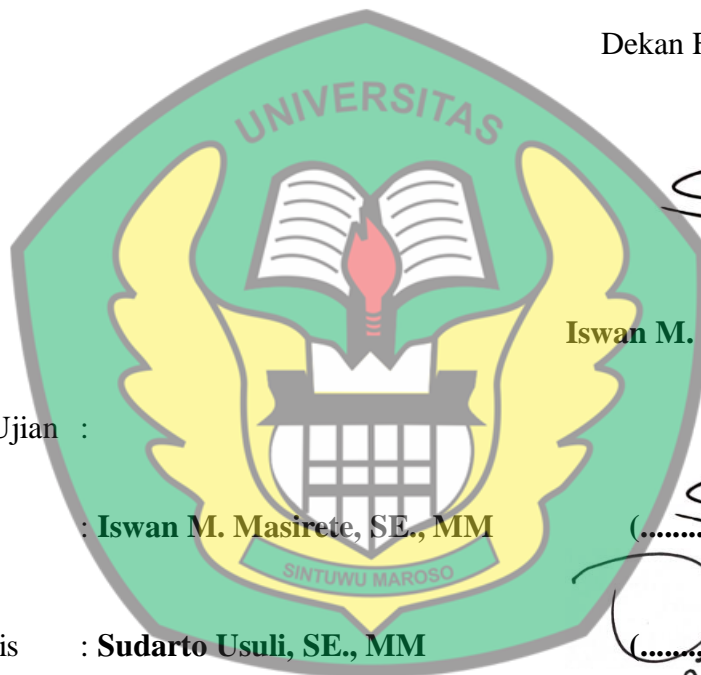 Dekan F
UNIVERSITAS
Iswan M.
Ujian :
: Iswan M. Masirete, SE., MM (........
SINTUWU MAROSO
is : Sudarto Usuli, SE., MM (........